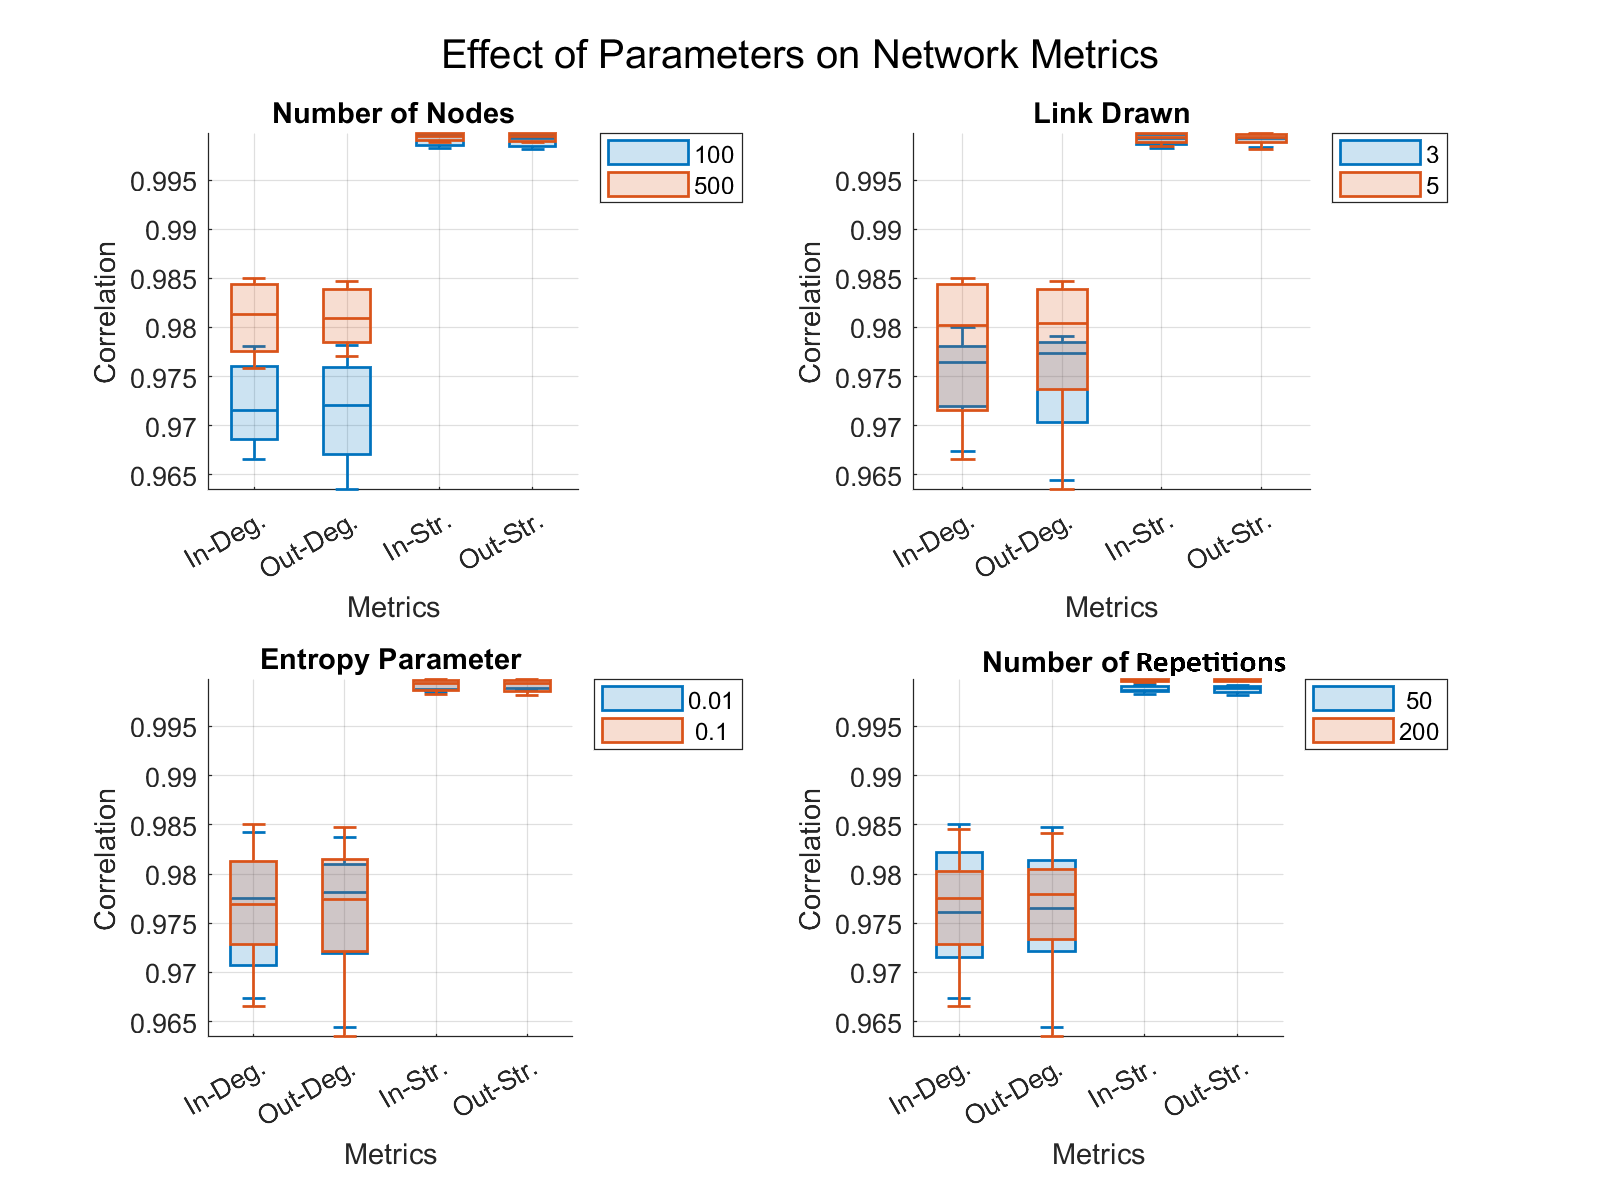 Effect of Parameters on Network Metrics
Number of Nodes
0.995
0.99
0.985
0.98
0.975
0.97
0.965
Correlation
In-Deg.
Out-Deg.
In-Str.
Out-Str.
Metrics
100
500
Link Drawn
0.995
0.99
0.985
0.98
0.975
0.97
0.965
Correlation
In-Deg.
Out-Deg.
In-Str.
Out-Str.
Metrics
3
5
Entropy Parameter
0.995
0.99
0.985
0.98
0.975
0.97
0.965
Correlation
In-Deg.
Out-Deg.
In-Str.
Out-Str.
Metrics
0.01
0.1
Number of Repetitions
0.995
0.99
0.985
0.98
0.975
0.97
0.965
Correlation
In-Deg.
Out-Deg.
In-Str.
Out-Str.
Metrics
50
200